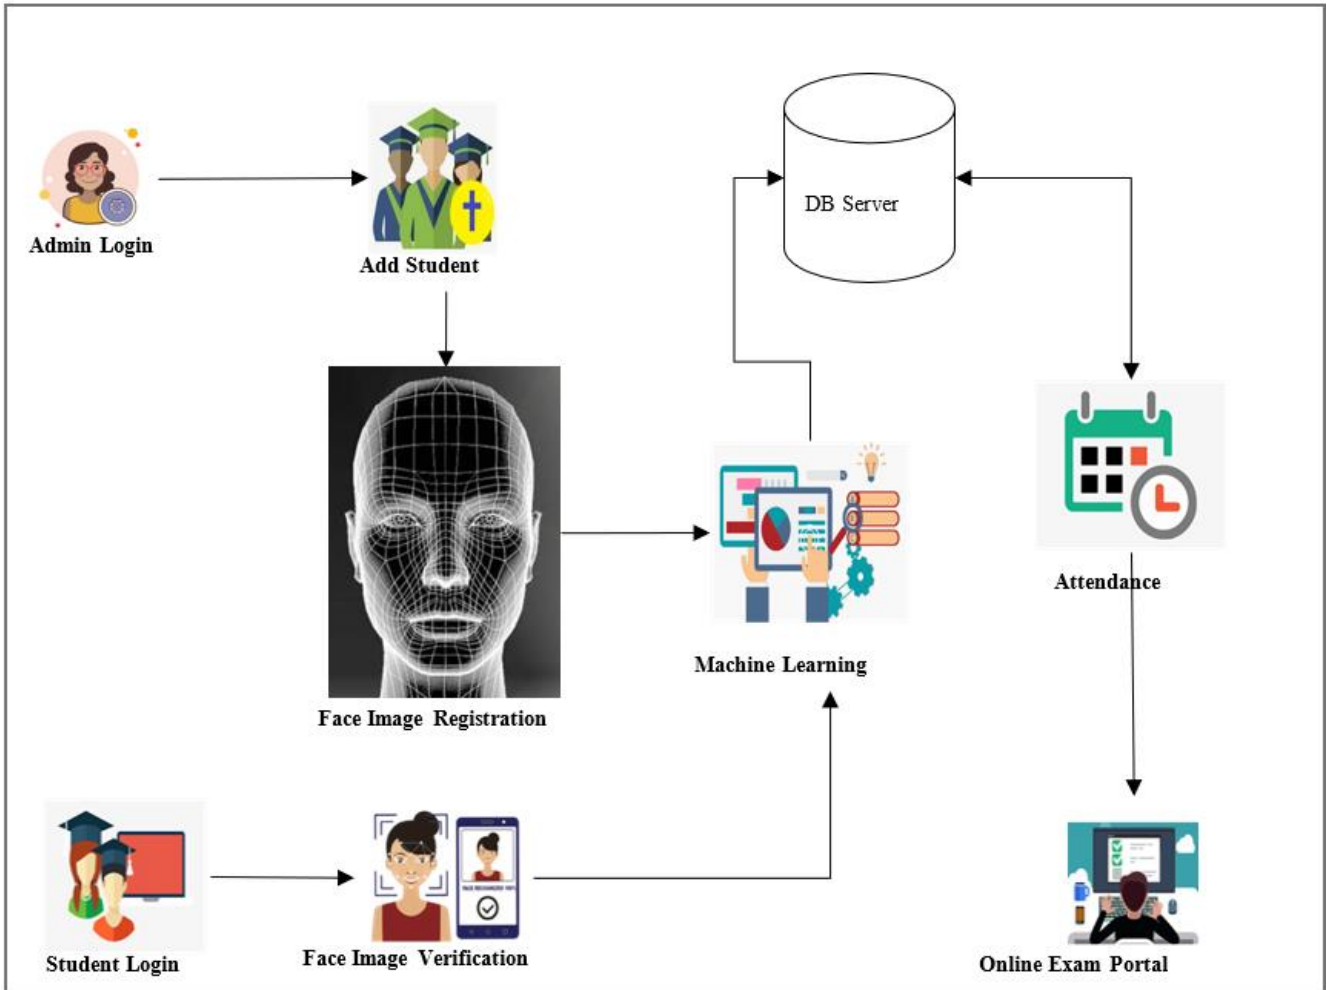 DB Server
Admin Login
Add Student
Attendance
Machine Learning
Face Image Registration
Student Login
Face Image Verification
Online Exam Portal